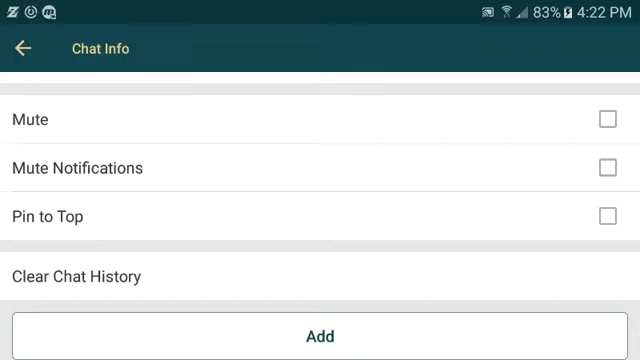 83% 4:22 PM
Chat Info
Mute
Mute Notifications
Pin to Top
Clear Chat History
Add